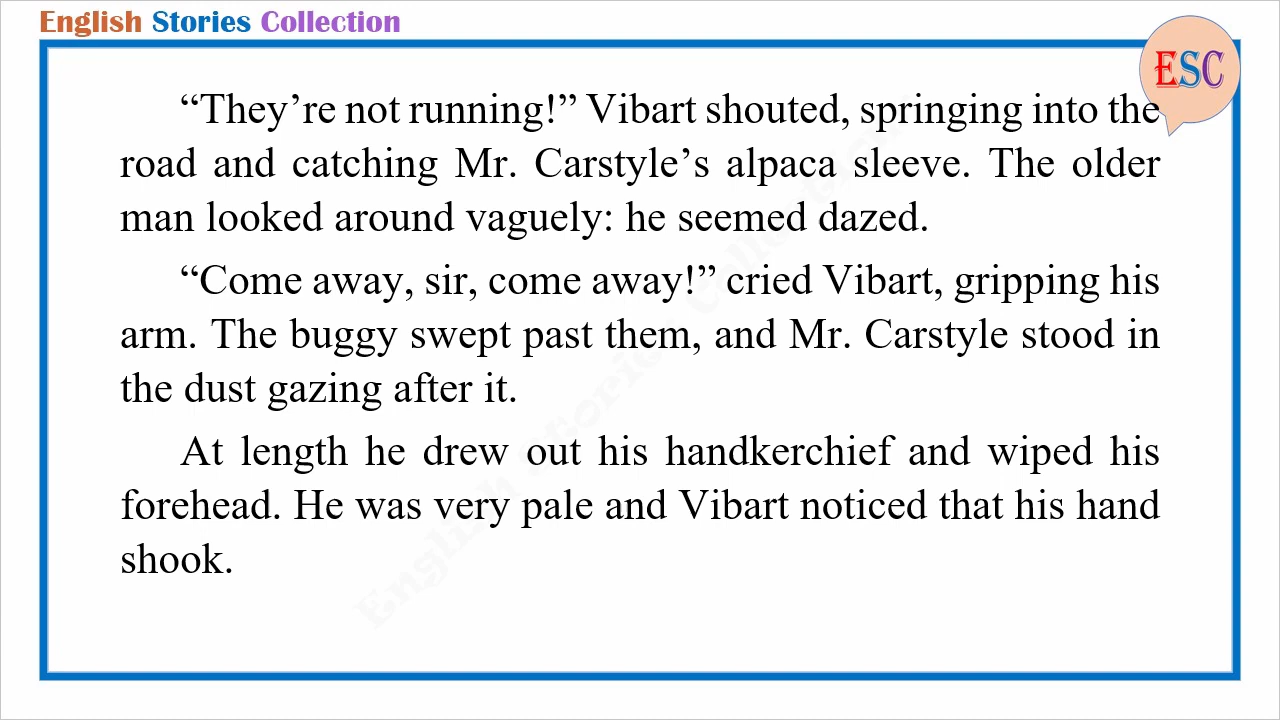 English Stories Collection
ESC
“They’re not running!” Vibart shouted, springing into the
road and catching Mr. Carstyle’s alpaca sleeve. The older
man looked around vaguely: he seemed dazed.
“Come away, sir, come away!” cried Vibart, gripping his
arm. The buggy swept past them, and Mr. Carstyle stood in
the dust gazing after it.
At length he drew out his handkerchief and wiped his
forehead. He was very pale and Vibart noticed that his hand
shook.
English Stories Collection